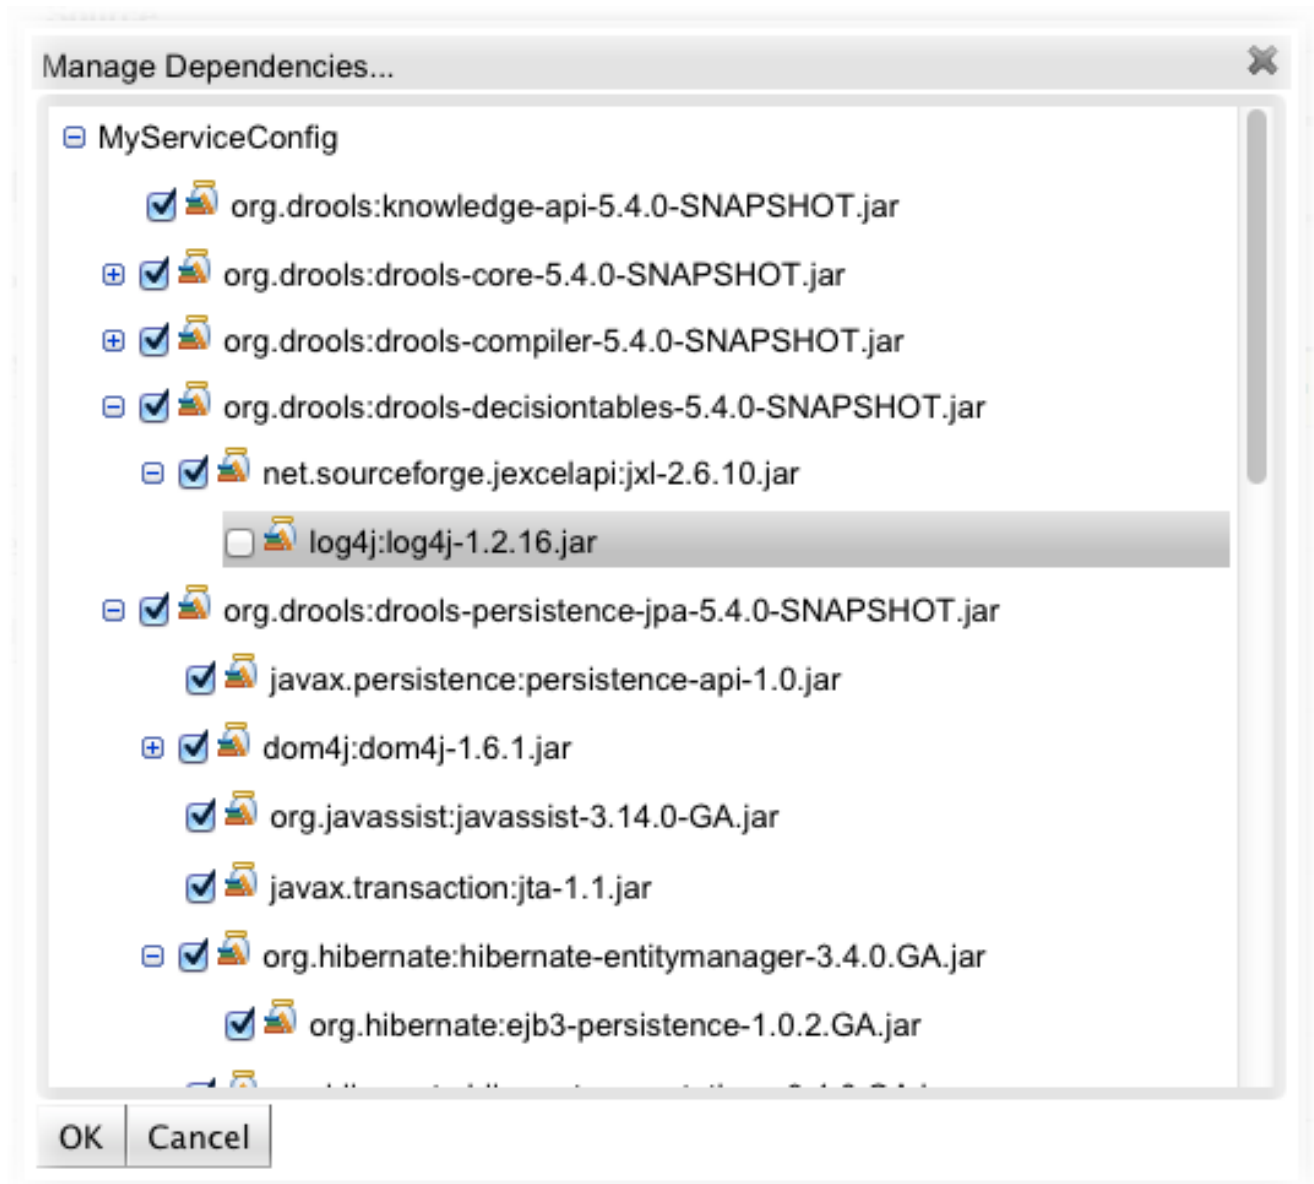 Manage Dependencies...
MyServiceConfig
org.drools:knowledge-api-5.4.0-SNAPSHOT.jar
org.drools:drools-core-5.4.0-SNAPSHOT.jar
org.drools:drools-compiler-5.4.0-SNAPSHOT.jar
org.drools:drools-decisiontables-5.4.0-SNAPSHOT.jar
net.sourceforge.jexcelapi:jxl-2.6.10.jar
log4j:log4j-1.2.16.jar
org.drools:drools-persistence-jpa-5.4.0-SNAPSHOT.jar
javax.persistence:persistence-api-1.0.jar
dom4j:dom4j-1.6.1.jar
org.javassist:javassist-3.14.0-GA.jar
javax.transaction:jta-1.1.jar
org.hibernate:hibernate-entitymanager-3.4.0.GA.jar
org.hibernate:ejb3-persistence-1.0.2.GA.jar
OK
Cancel